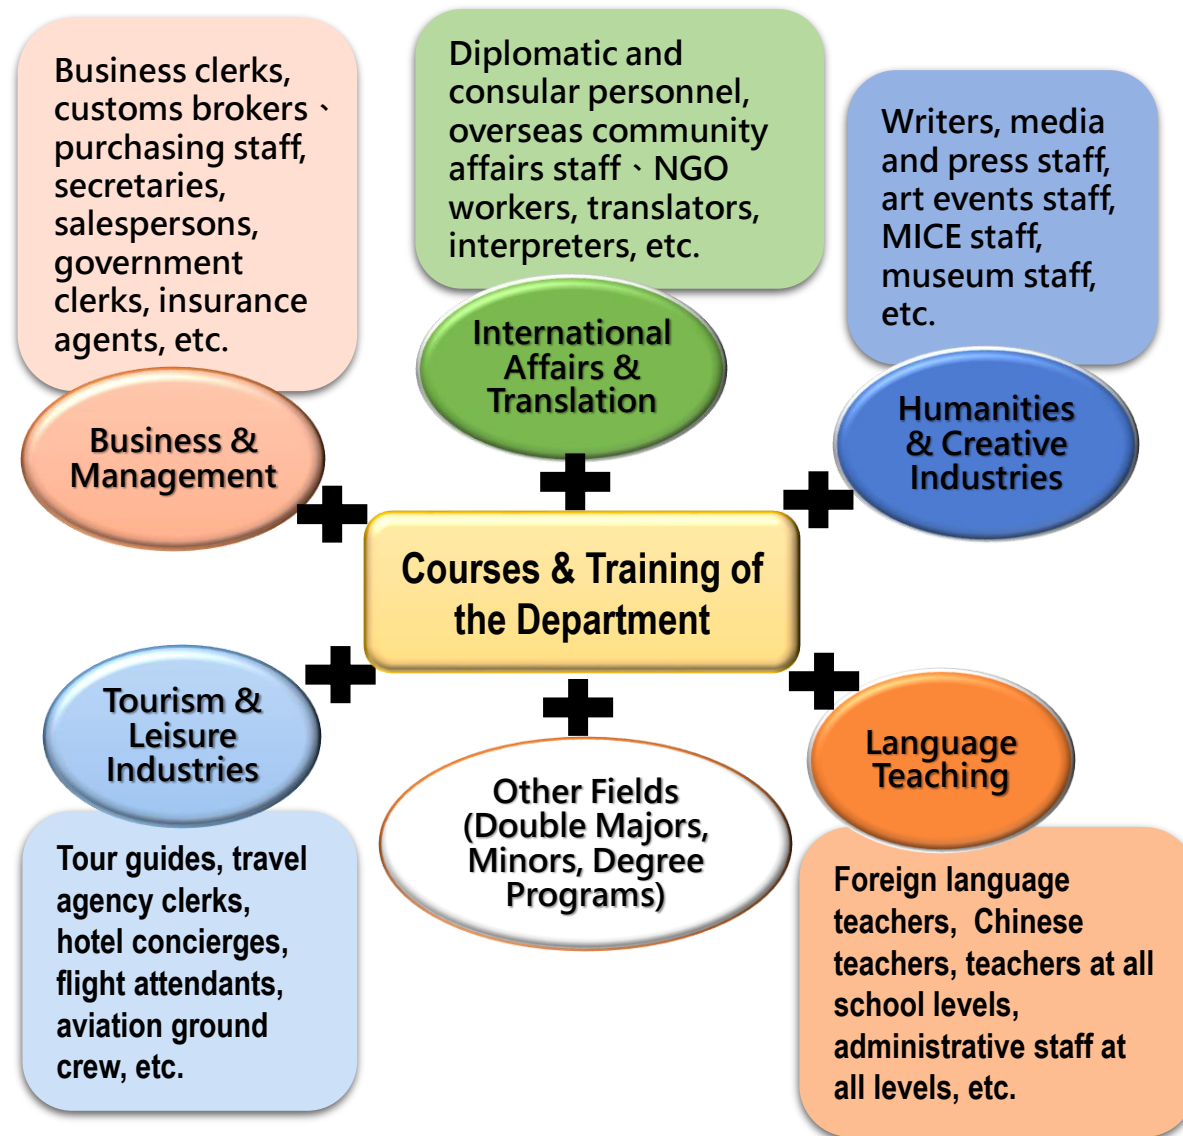 Business clerks,
customs brokers、
purchasing staff,
secretaries,
salespersons,
government
clerks, insurance
agents, etc.
Business &
Management
Diplomatic and
consular personnel,
overseas community
affairs staff、NGO
workers, translators,
interpreters, etc.
International
Affairs &
Translation
Writers, media
and press staff,
art events staff,
MICE staff,
museum staff,
etc.
Humanities
& Creative
Industries
Courses & Training of
the Department
Tourism &
Leisure
Industries
Tour guides, travel
agency clerks,
hotel concierges,
flight attendants,
aviation ground
crew, etc.
Other Fields
(Double Majors,
Minors, Degree
Programs)
Language
Teaching
Foreign language
teachers, Chinese
teachers, teachers at all
school levels,
administrative staff at
all levels, etc.